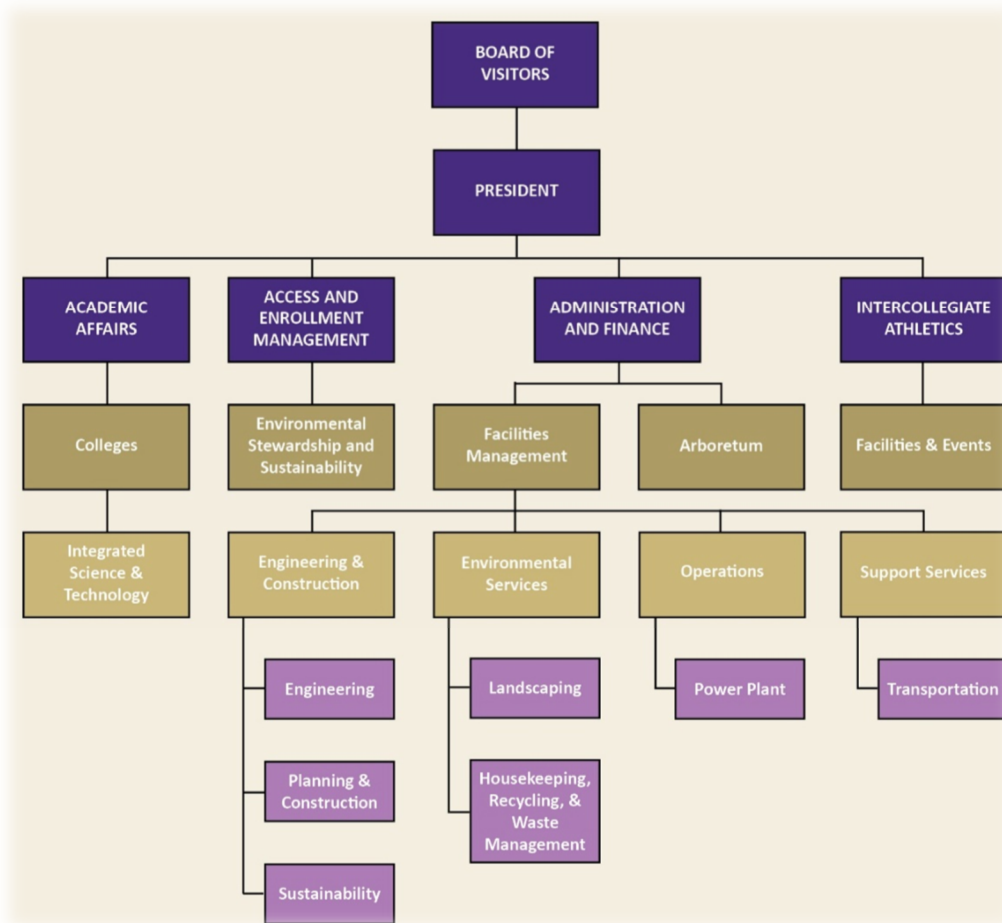 BOARD OF
VISITORS
PRESIDENT
ACADEMIC
AFFAIRS
ACCESS AND
ENROLLMENT
MANAGEMENT
ADMINISTRATION
AND FINANCE
INTERCOLLEGIATE
ATHLETICS
Colleges
Environmental
Stewardship and
Sustainability
Facilities
Management
Arboretum
Facilities & Events
Integrated
Science &
Technology
Engineering &
Construction
Environmental
Services
Operations
Support Services
Engineering
Landscaping
Power Plant
Transportation
Planning &
Construction
Housekeeping,
Recycling, &
Waste
Management
Sustainability